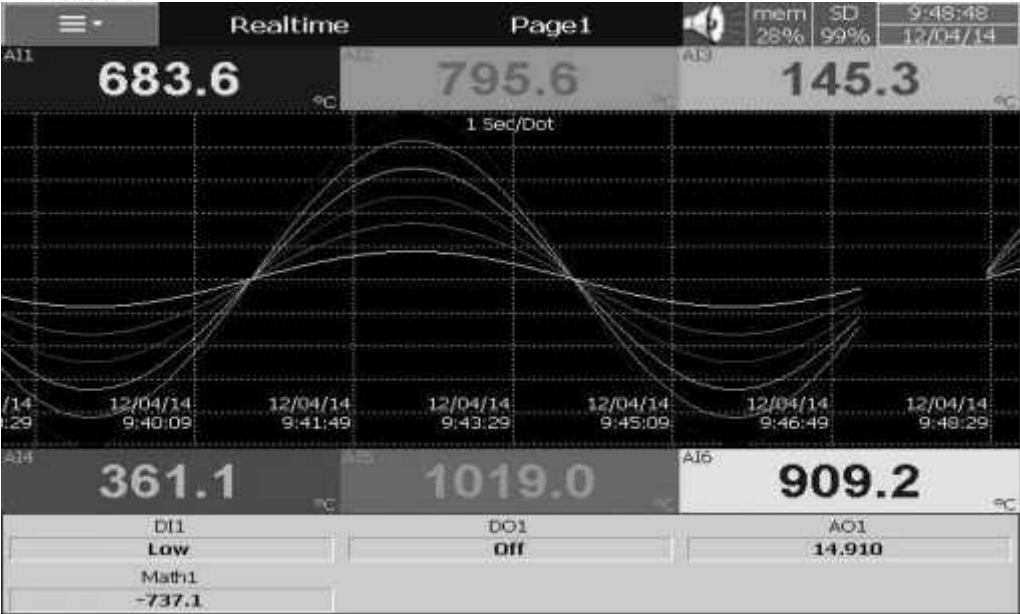 Realtime Page1 mem SD 9:48:48
28% 99% 12/04/14
AI1 AI2 AI3
683.6 °C 795.6 °C 145.3 °C
1 Sec/Dot
/14 12/04/14 12/04/14 12/04/14 12/04/14 12/04/14 12/04/14
:29 9:40:09 9:41:49 9:43:29 9:45:09 9:46:49 9:48:29
AI4 AI5 AI6
361.1 °C 1019.0 °C 909.2 °C
DI1 DO1 AO1
Low Off 14.910
Math1
-737.1